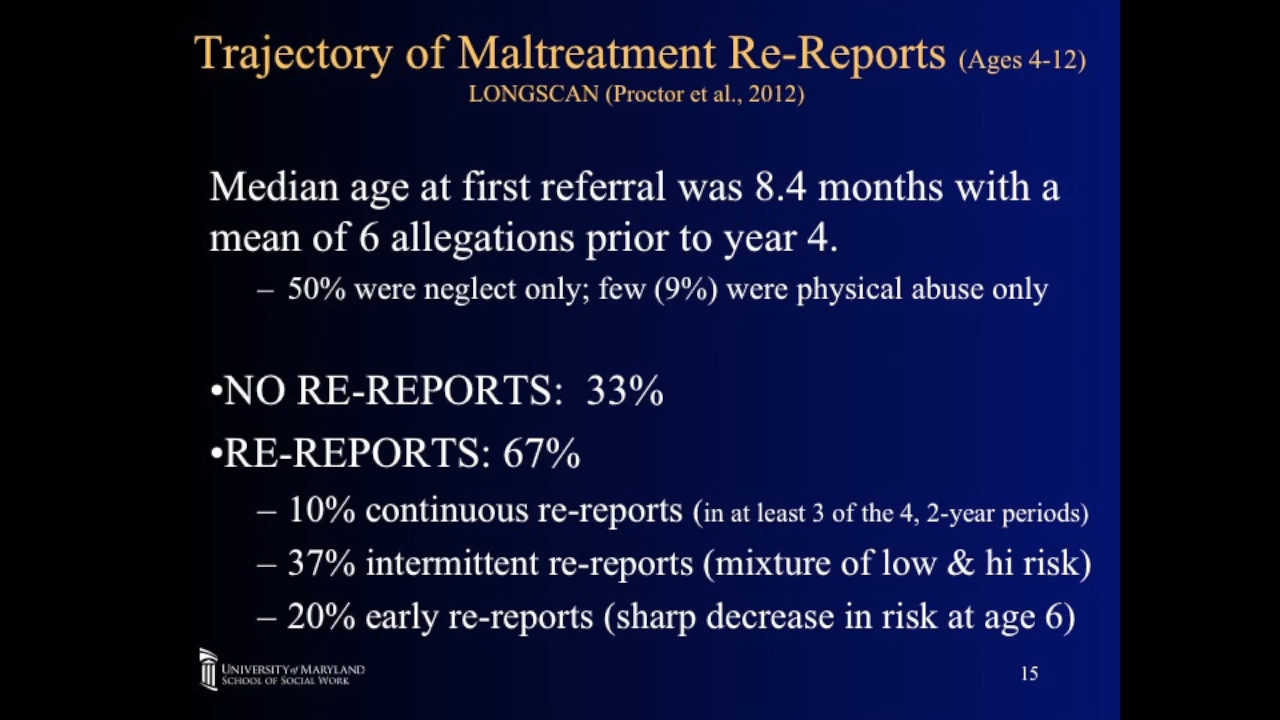 Trajectory of Maltreatment Re-Reports (Ages 4-12)
LONGSCAN (Proctor et al., 2012)
Median age at first referral was 8.4 months with a
mean of 6 allegations prior to year 4.
– 50% were neglect only; few (9%) were physical abuse only
•NO RE-REPORTS:  33%
•RE-REPORTS: 67%
– 10% continuous re-reports (in at least 3 of the 4, 2-year periods)
– 37% intermittent re-reports (mixture of low & hi risk)
– 20% early re-reports (sharp decrease in risk at age 6)
UNIVERSITY of MARYLAND
SCHOOL OF SOCIAL WORK
15